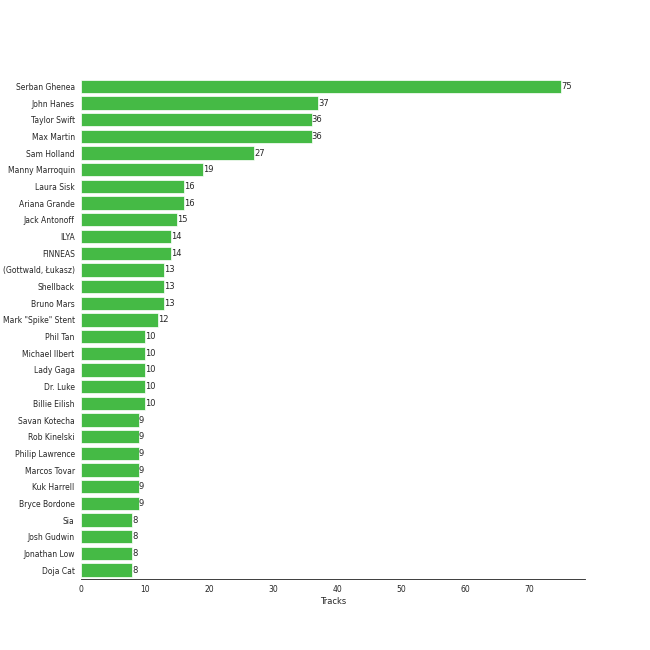 Serban Ghenea 75
John Hanes 37
Taylor Swift 36
Max Martin 36
Sam Holland 27
Manny Marroquin 19
Laura Sisk 16
Ariana Grande 16
Jack Antonoff 15
ILYA 14
FINNEAS 14
(Gottwald, Łukasz) 13
Shellback 13
Bruno Mars 13
Mark "Spike" Stent 12
Phil Tan 10
Michael Ilbert 10
Lady Gaga 10
Dr. Luke 10
Billie Eilish 10
Savan Kotecha 9
Rob Kinelski 9
Philip Lawrence 9
Marcos Tovar 9
Kuk Harrell 9
Bryce Bordone 9
Sia 8
Josh Gudwin 8
Jonathan Low 8
Doja Cat 8
0 10 20 30 40 50 60 70
Tracks